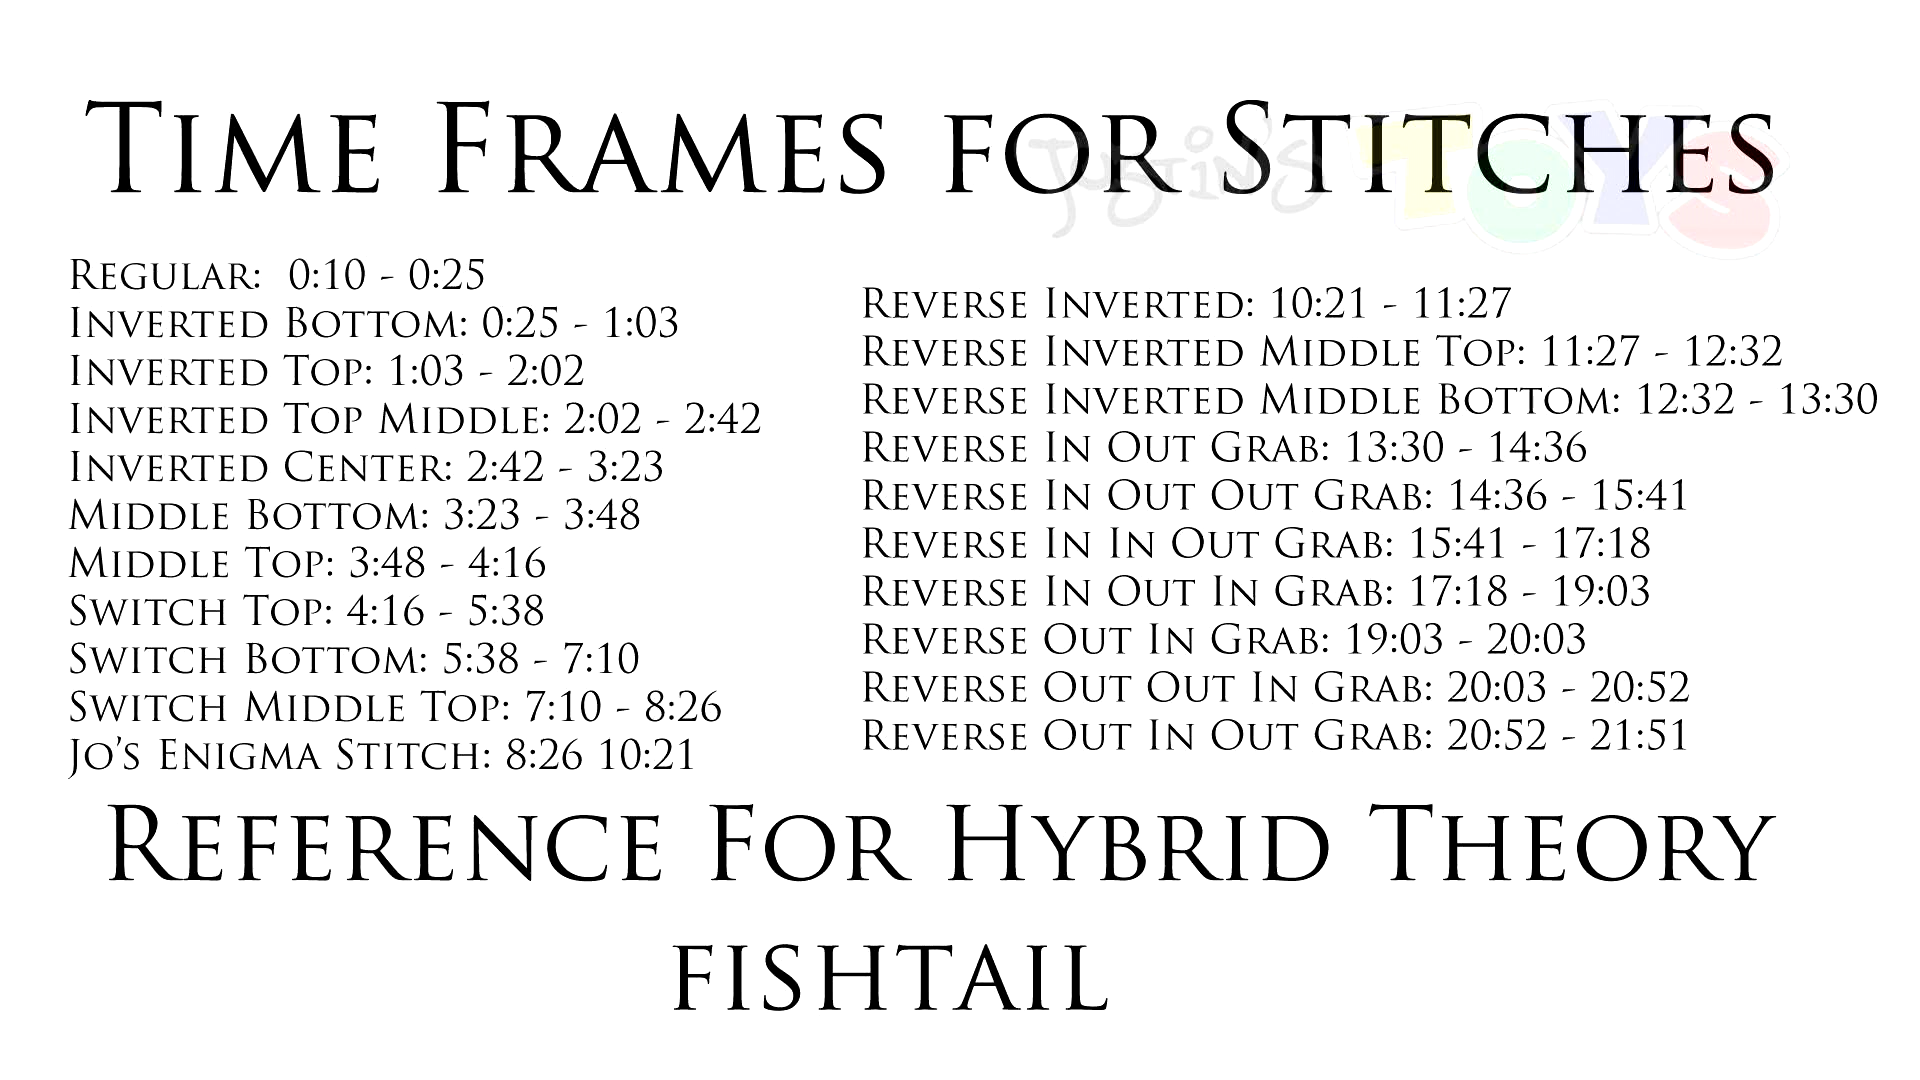 Time Frames for Stitches
Justin's TOYS
Regular: 0:10 - 0:25
Inverted Bottom: 0:25 - 1:03
Inverted Top: 1:03 - 2:02
Inverted Top Middle: 2:02 - 2:42
Inverted Center: 2:42 - 3:23
Middle Bottom: 3:23 - 3:48
Middle Top: 3:48 - 4:16
Switch Top: 4:16 - 5:38
Switch Bottom: 5:38 - 7:10
Switch Middle Top: 7:10 - 8:26
Jo's Enigma Stitch: 8:26 10:21
Reverse Inverted: 10:21 - 11:27
Reverse Inverted Middle Top: 11:27 - 12:32
Reverse Inverted Middle Bottom: 12:32 - 13:30
Reverse In Out Grab: 13:30 - 14:36
Reverse In Out Out Grab: 14:36 - 15:41
Reverse In In Out Grab: 15:41 - 17:18
Reverse In Out In Grab: 17:18 - 19:03
Reverse Out In Grab: 19:03 - 20:03
Reverse Out Out In Grab: 20:03 - 20:52
Reverse Out In Out Grab: 20:52 - 21:51
Reference For Hybrid Theory
FISHTAIL